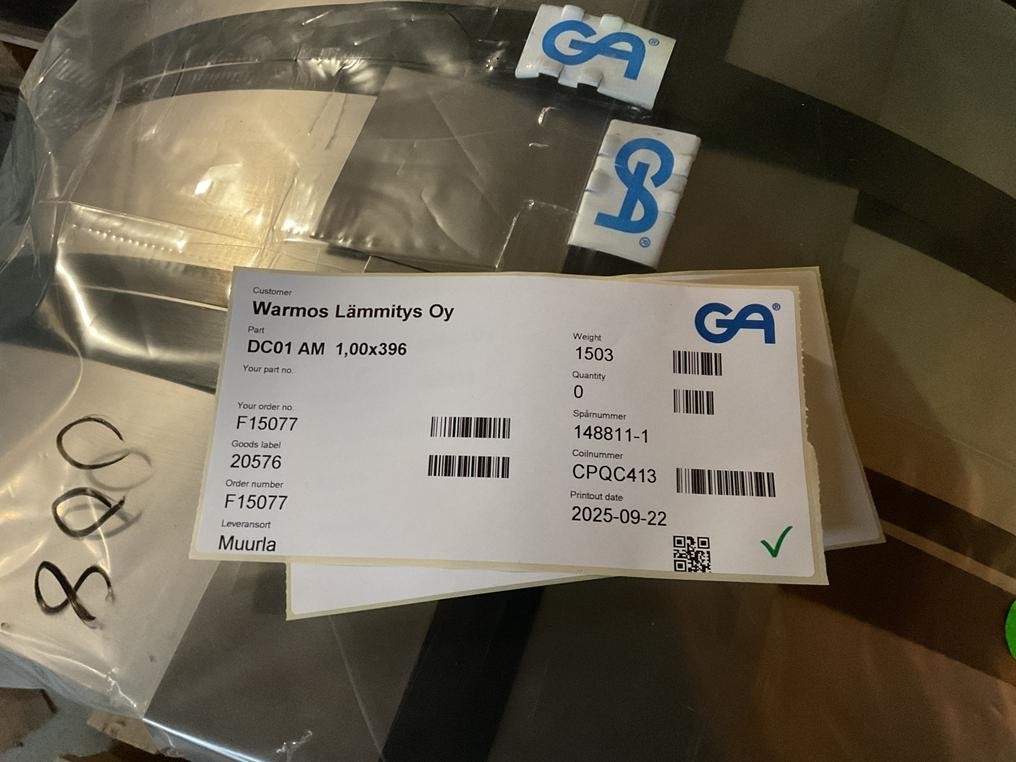 GA®
GA®
GA®
Customer
Warmos Lämmitys Oy
Part
DC01 AM 1,00x396
Your part no.
Your order no.
F15077
Goods label
20576
Order number
F15077
Leveransort
Muurla
Weight
1503
Quantity
0
Spårnummer
148811-1
Coilnummer
CPQC413
Printout date
2025-09-22
800